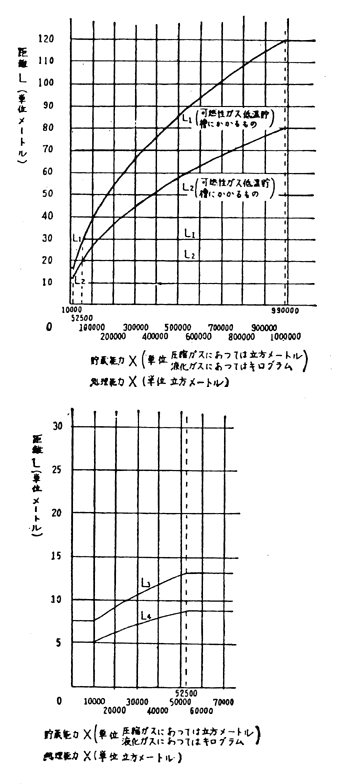 距離 L (単位メートル)
120
110
100
90
80
70
60
50
40
30
20
10
L₁(可燃性ガス低温貯
槽にかかるもの)
L₂(可燃性ガス低温貯
槽にかかるもの)
L₁ L₁
L₂ L₂
10000 990000
52500
0 100000 300000 500000 700000 900000
200000 400000 600000 800000 1000000
貯蔵能力 X (単位 圧縮ガスにあつては立方メートル
液化ガスにあつてはキログラム)
処理能力 X (単位 立方メートル)
距離 L (単位メートル)
30
20
15
10
5
L₃
L₄
52500
0 10000 30000 50000 70000
20000 40000 60000
貯蔵能力 X (単位 圧縮ガスにあつては立方メートル
液化ガスにあつてはキログラム)
処理能力 X (単位 立方メートル)